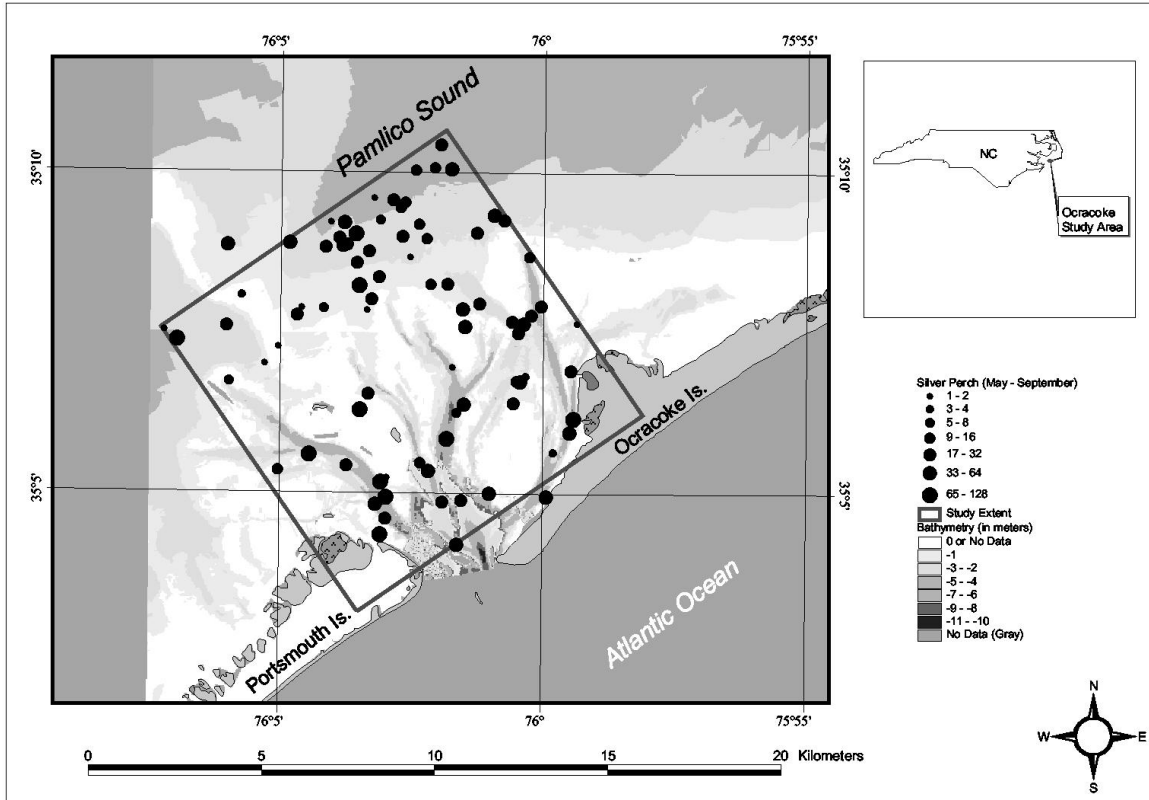 76°5'
76°
75°55'
Pamlico Sound
35°10'
35°10'
NC
Ocracoke
Study Area
Silver Perch (May - September)
1 - 2
3 - 4
5 - 8
9 - 16
17 - 32
33 - 64
65 - 128
Study Extent
Bathymetry (in meters)
0 or No Data
-1
-3 - -2
-5 - -4
-7 - -6
-9 - -8
-11 - -10
No Data (Gray)
Ocracoke Is.
35°5'
35°55'
Atlantic Ocean
Portsmouth Is.
76°5'
76°
75°55'
N
W
E
S
0
5
10
15
20 Kilometers